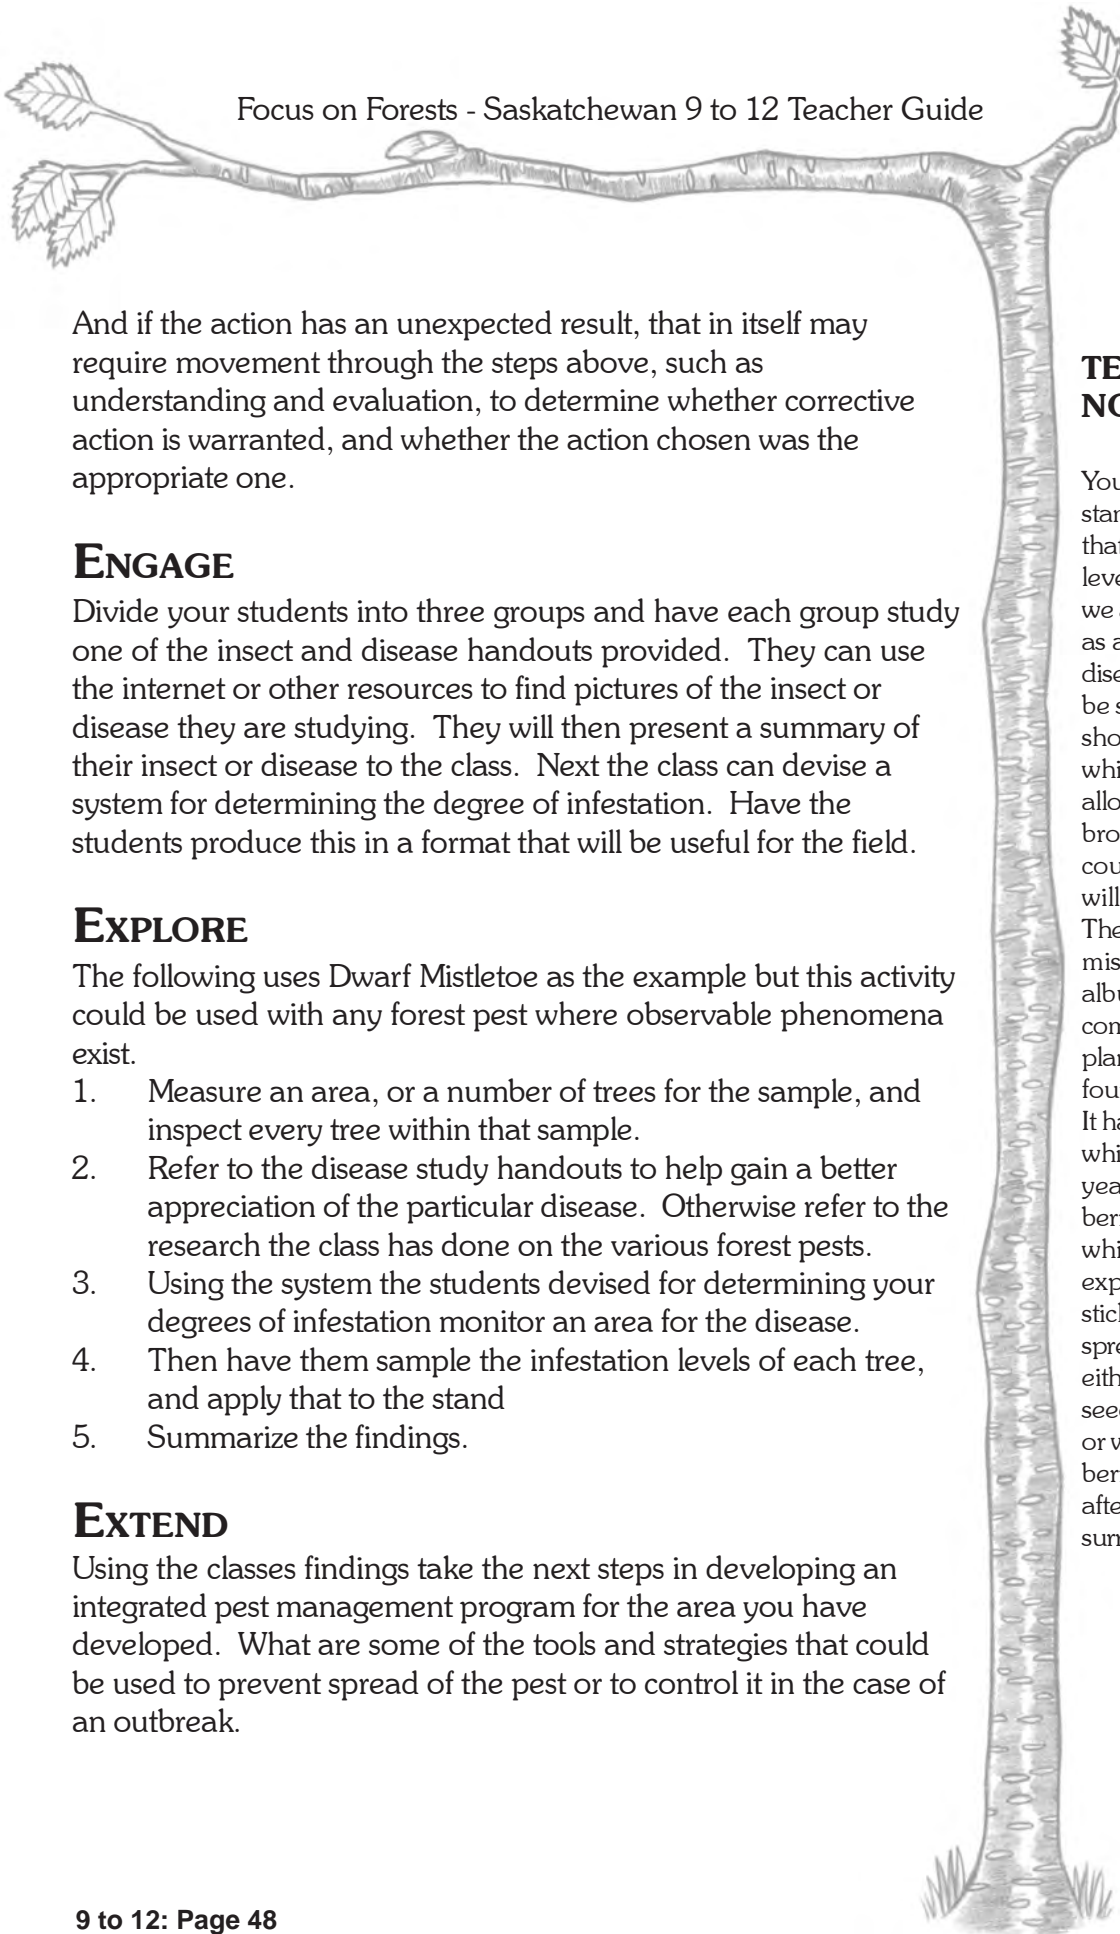 Focus on Forests - Saskatchewan 9 to 12 Teacher Guide
And if the action has an unexpected result, that in itself may
require movement through the steps above, such as
understanding and evaluation, to determine whether corrective
action is warranted, and whether the action chosen was the
appropriate one.
ENGAGE
Divide your students into three groups and have each group study
one of the insect and disease handouts provided.  They can use
the internet or other resources to find pictures of the insect or
disease they are studying.  They will then present a summary of
their insect or disease to the class.  Next the class can devise a
system for determining the degree of infestation.  Have the
students produce this in a format that will be useful for the field.
EXPLORE
The following uses Dwarf Mistletoe as the example but this activity
could be used with any forest pest where observable phenomena
exist.
1. Measure an area, or a number of trees for the sample, and
inspect every tree within that sample.
2. Refer to the disease study handouts to help gain a better
appreciation of the particular disease.  Otherwise refer to the
research the class has done on the various forest pests.
3. Using the system the students devised for determining your
degrees of infestation monitor an area for the disease.
4. Then have them sample the infestation levels of each tree,
and apply that to the stand
5. Summarize the findings.
EXTEND
Using the classes findings take the next steps in developing an
integrated pest management program for the area you have
developed.  What are some of the tools and strategies that could
be used to prevent spread of the pest or to control it in the case of
an outbreak.
9 to 12: Page 48
we
as
The